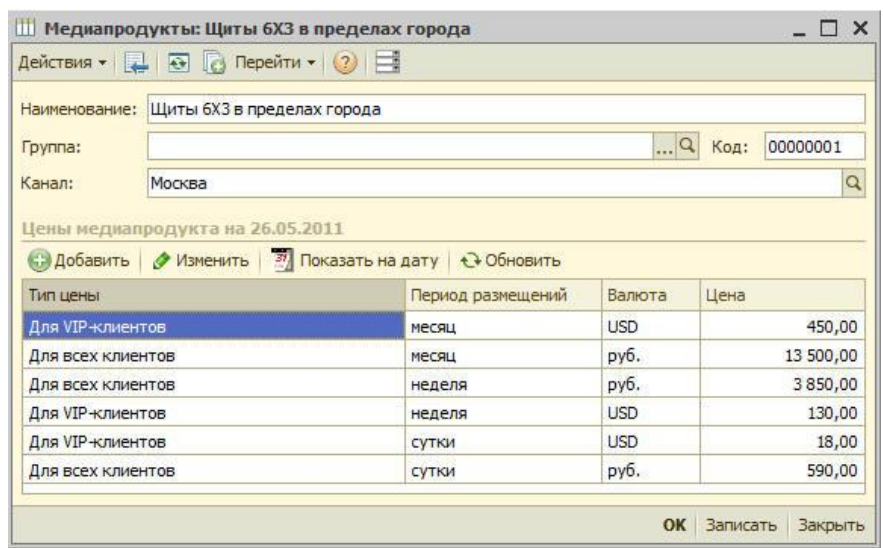 Медиапродукты: Щиты 6X3 в пределах города
Действия Перейти
Наименование: Щиты 6X3 в пределах города
Группа: ... Код: 00000001
Канал: Москва
Цены медиапродукта на 26.05.2011
Добавить Изменить 31 Показать на дату Обновить
Тип цены Период размещений Валюта Цена
Для VIP-клиентов месяц USD 450,00
Для всех клиентов месяц руб. 13 500,00
Для всех клиентов неделя руб. 3 850,00
Для VIP-клиентов неделя USD 130,00
Для VIP-клиентов сутки USD 18,00
Для всех клиентов сутки руб. 590,00
OK Записать Закрыть